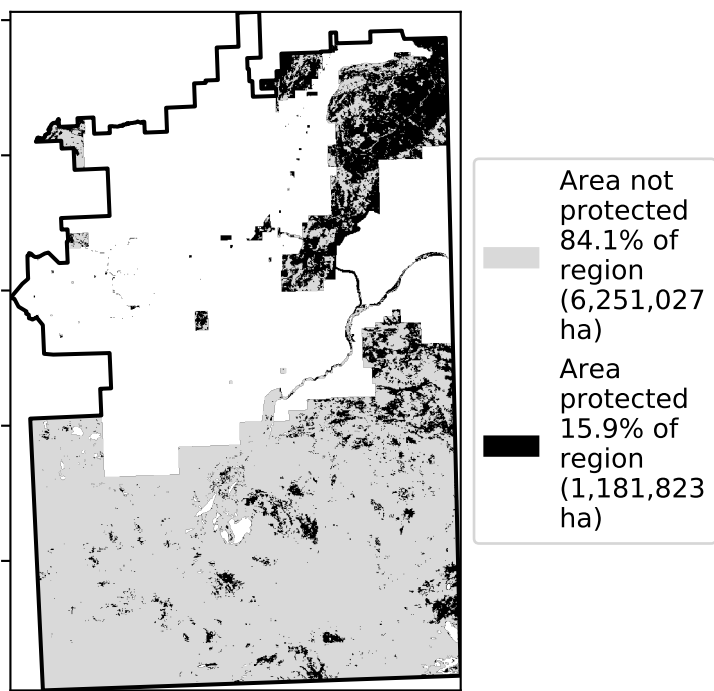 Area not
protected
84.1% of
region
(6,251,027
ha)
Area
protected
15.9% of
region
(1,181,823
ha)